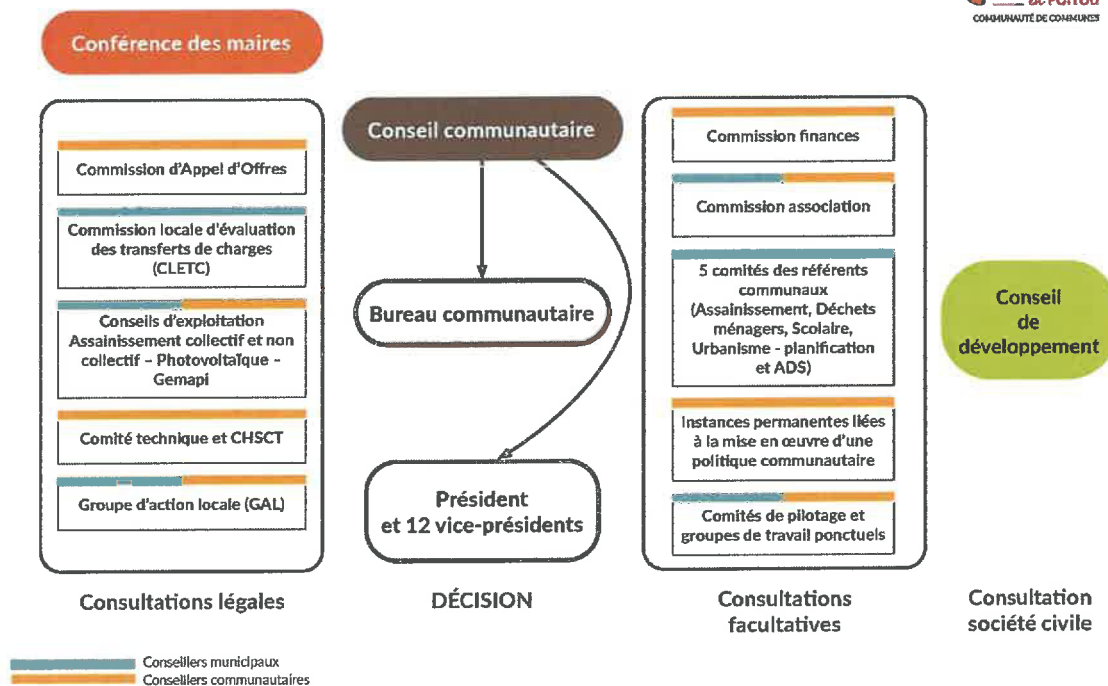 de POITOU
COMMUNAUTÉ DE COMMUNES
Conférence des maires
Commission d'Appel d'Offres
Commission locale d'évaluation
des transferts de charges
(CLETC)
Conseils d'exploitation
Assainissement collectif et non
collectif – Photovoltaïque –
Gemapi
Comité technique et CHSCT
Groupe d'action locale (GAL)
Consultations légales
Conseil communautaire
Bureau communautaire
Président
et 12 vice-présidents
DÉCISION
Commission finances
Commission association
5 comités des référents
communaux
(Assainissement, Déchets
ménagers, Scolaire,
Urbanisme - planification
et ADS)
Instances permanentes liées
à la mise en œuvre d'une
politique communautaire
Comités de pilotage et
groupes de travail ponctuels
Consultations
facultatives
Conseil
de
développement
Consultation
société civile
Conseillers municipaux
Conseillers communautaires